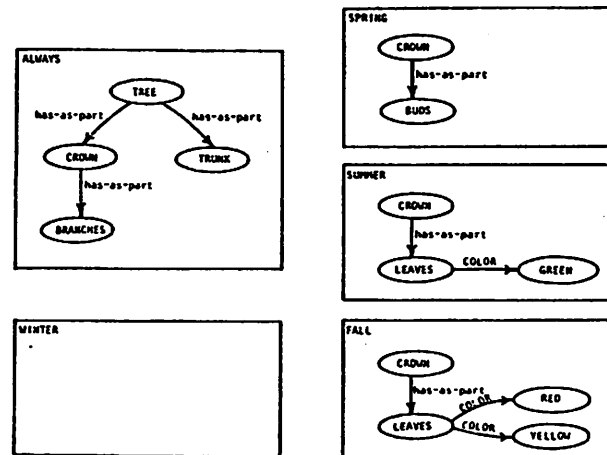 ALWAYS
TREE
has-as-part
has-as-part
CROWN
TRUNK
has-as-part
BRANCHES
SPRING
CROWN
has-as-part
BUDS
SUMMER
CROWN
has-as-part
LEAVES
COLOR
GREEN
WINTER
FALL
CROWN
has-as-part
COLOR
RED
LEAVES
COLOR
YELLOW